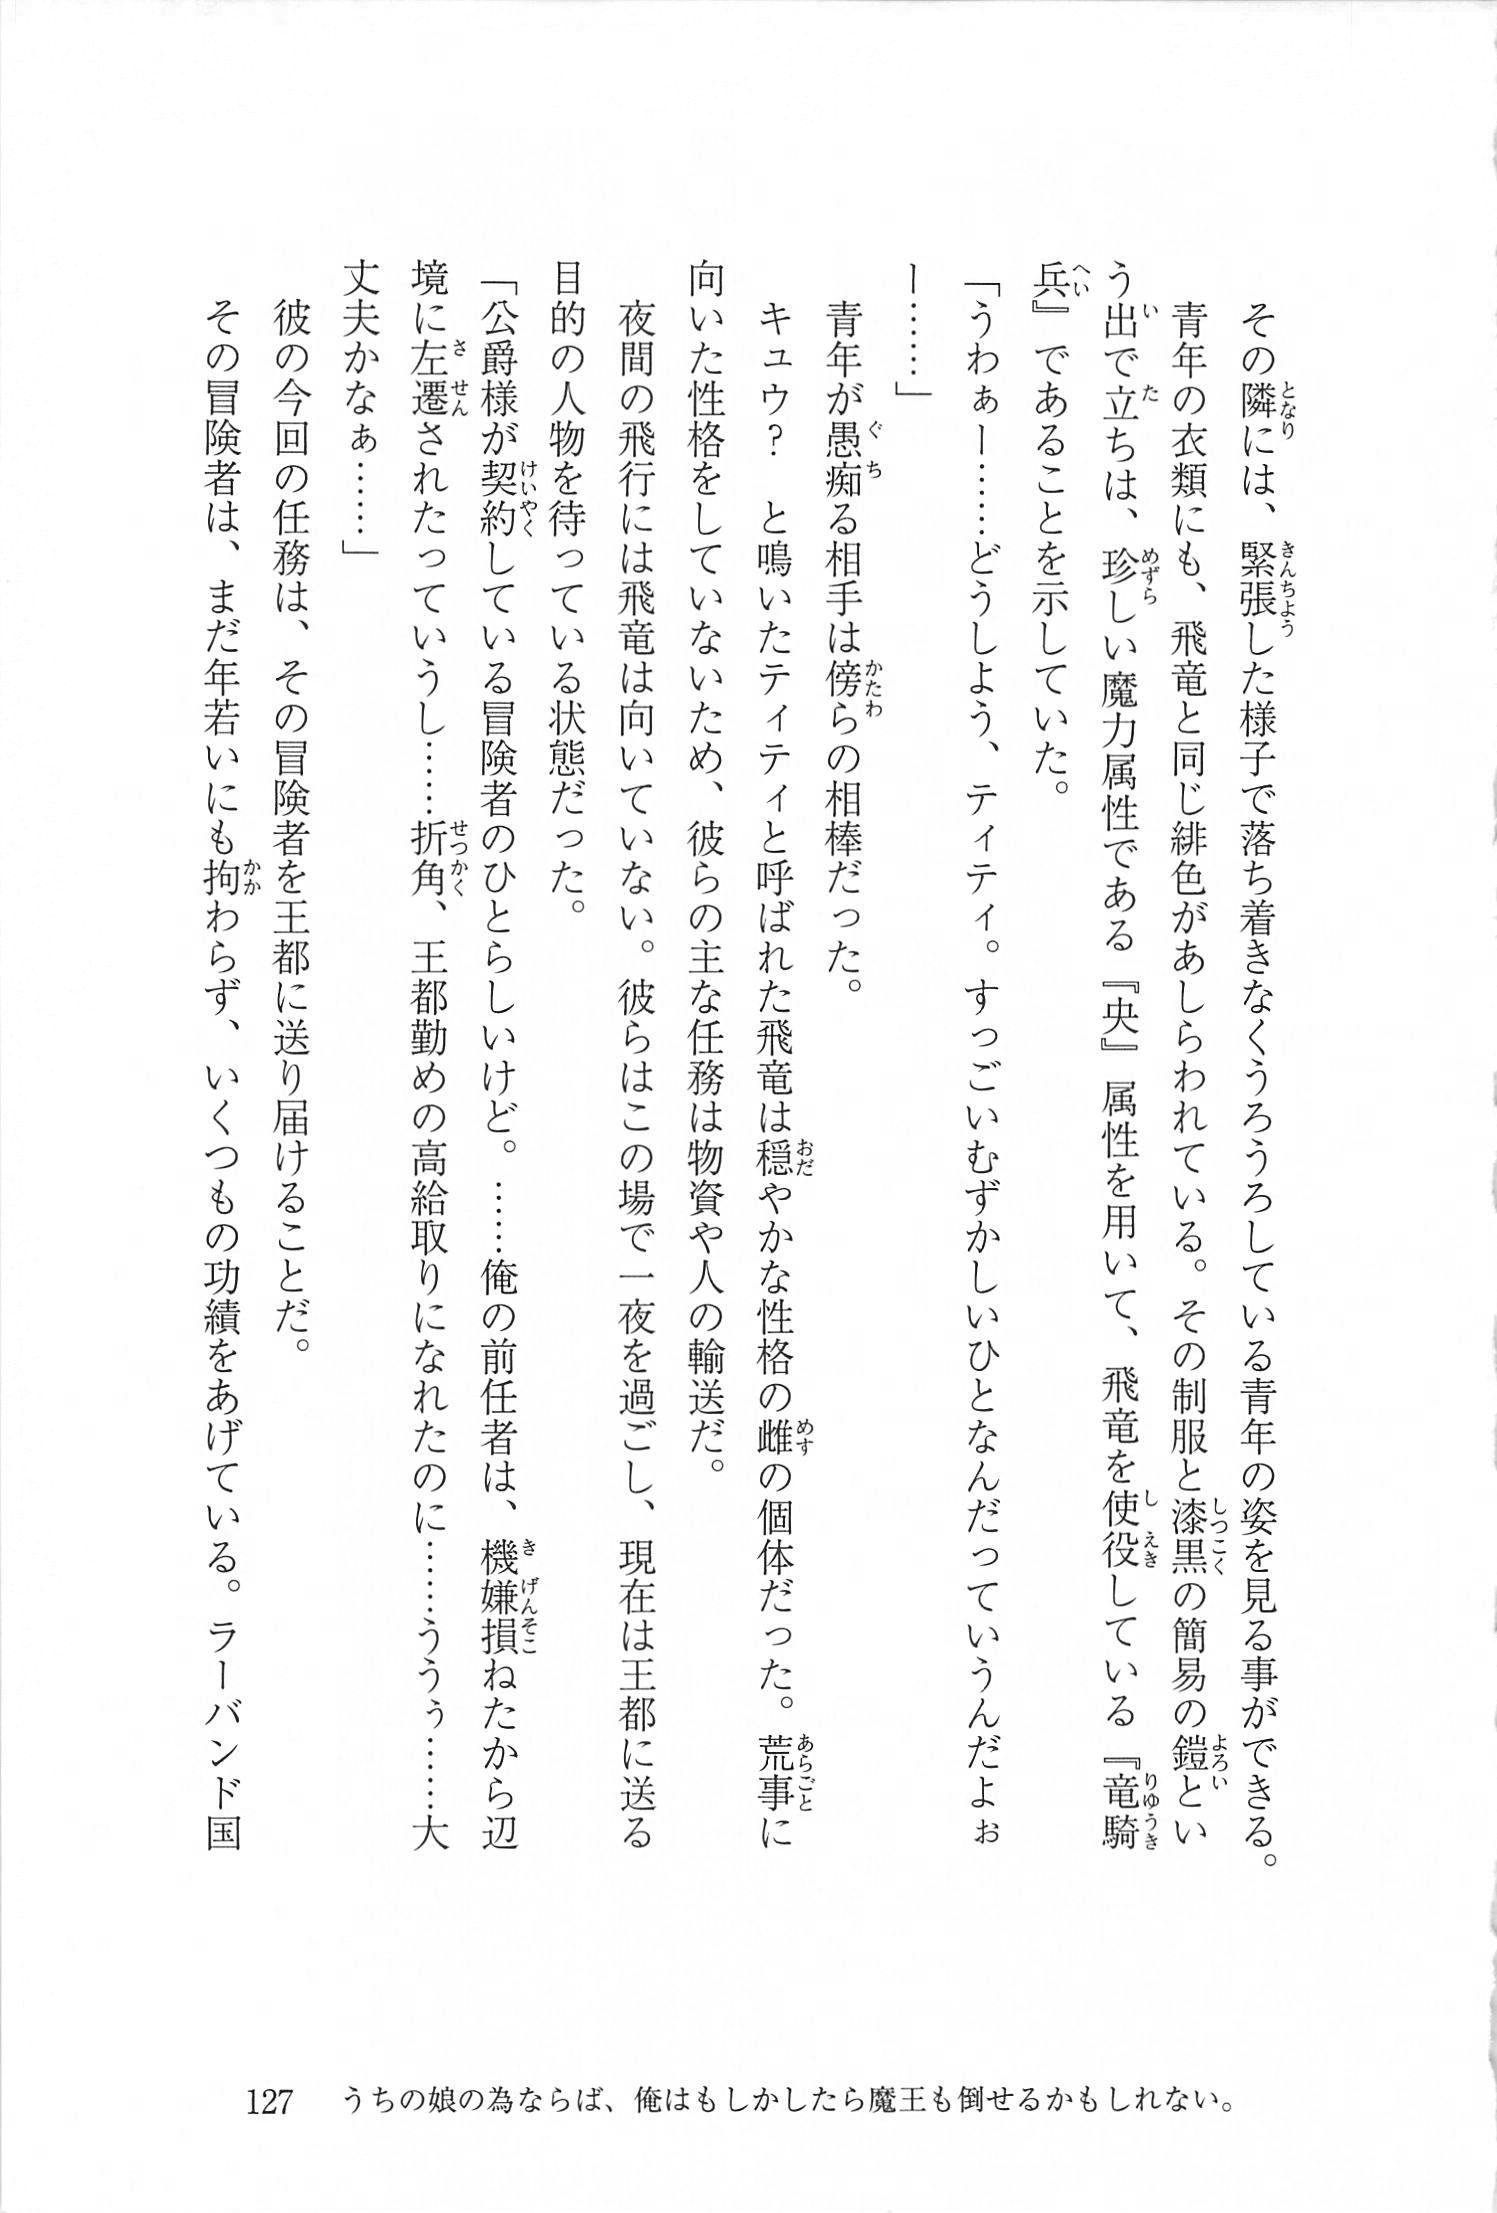 その隣には、緊張した様子で落ち着きなくうろうろしている青年の姿を見る事ができる。
　青年の衣類にも、飛竜と同じ緋色があしらわれている。その制服と漆黒の簡易の鎧とい
う出で立ちは、珍しい魔力属性である『央』属性を用いて、飛竜を使役している『竜騎
兵』であることを示していた。
「うわぁー……どうしよう、ティティ。すっごいむずかしいひとなんだっていうんだよぉ
ー……」
　青年が愚痴る相手は傍らの相棒だった。
　キュウ？　と鳴いたティティと呼ばれた飛竜は穏やかな性格の雌の個体だった。荒事に
向いた性格をしていないため、彼らの主な任務は物資や人の輸送だ。
　夜間の飛行には飛竜は向いていない。彼らはこの場で一夜を過ごし、現在は王都に送る
目的の人物を待っている状態だった。
「公爵様が契約している冒険者のひとらしいけど。……俺の前任者は、機嫌損ねたから辺
境に左遷されたっていうし……折角、王都勤めの高給取りになれたのに……ううぅ……大
丈夫かなぁ……」
　彼の今回の任務は、その冒険者を王都に送り届けることだ。
　その冒険者は、まだ年若いにも拘わらず、いくつもの功績をあげている。ラーバンド国
127　うちの娘の為ならば、俺はもしかしたら魔王も倒せるかもしれない。